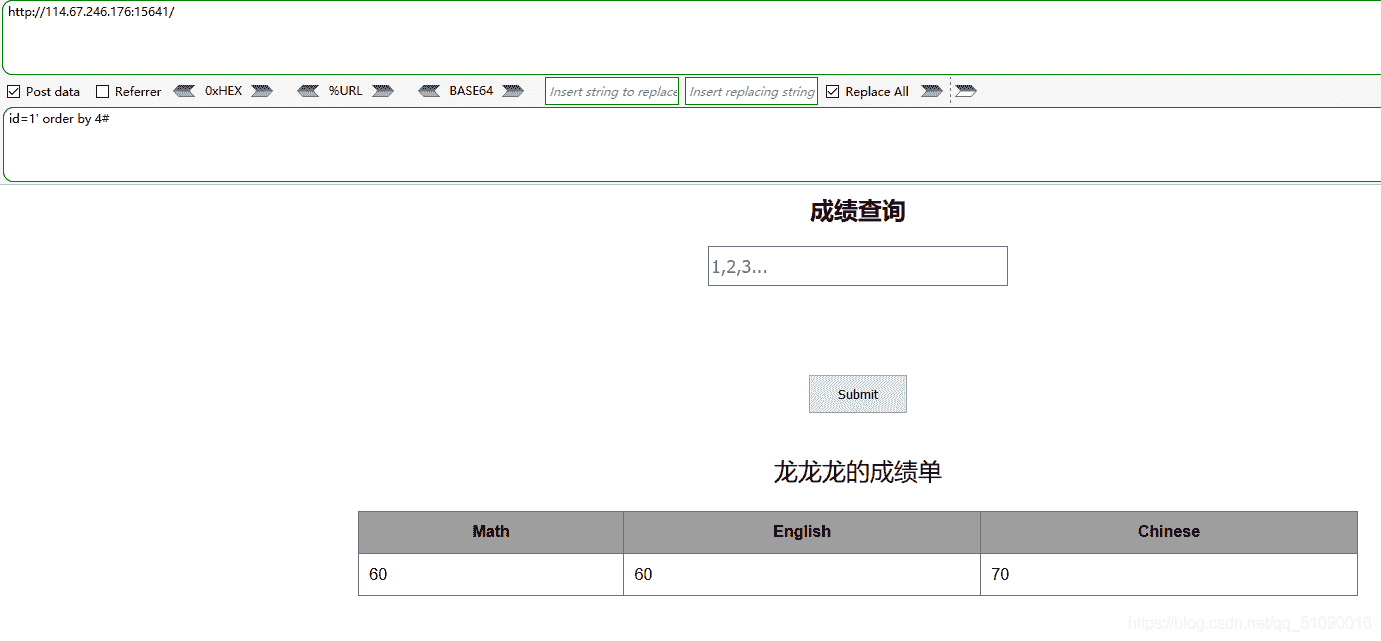 http://114.67.246.176:15641/
Post data Referrer 0xHEX %URL BASE64 Insert string to replace Insert replacing string Replace All
id=1' order by 4#
成绩查询
1,2,3...
Submit
龙龙龙的成绩单
Math English Chinese
60 60 70
https://blog.csdn.net/qq_51090016